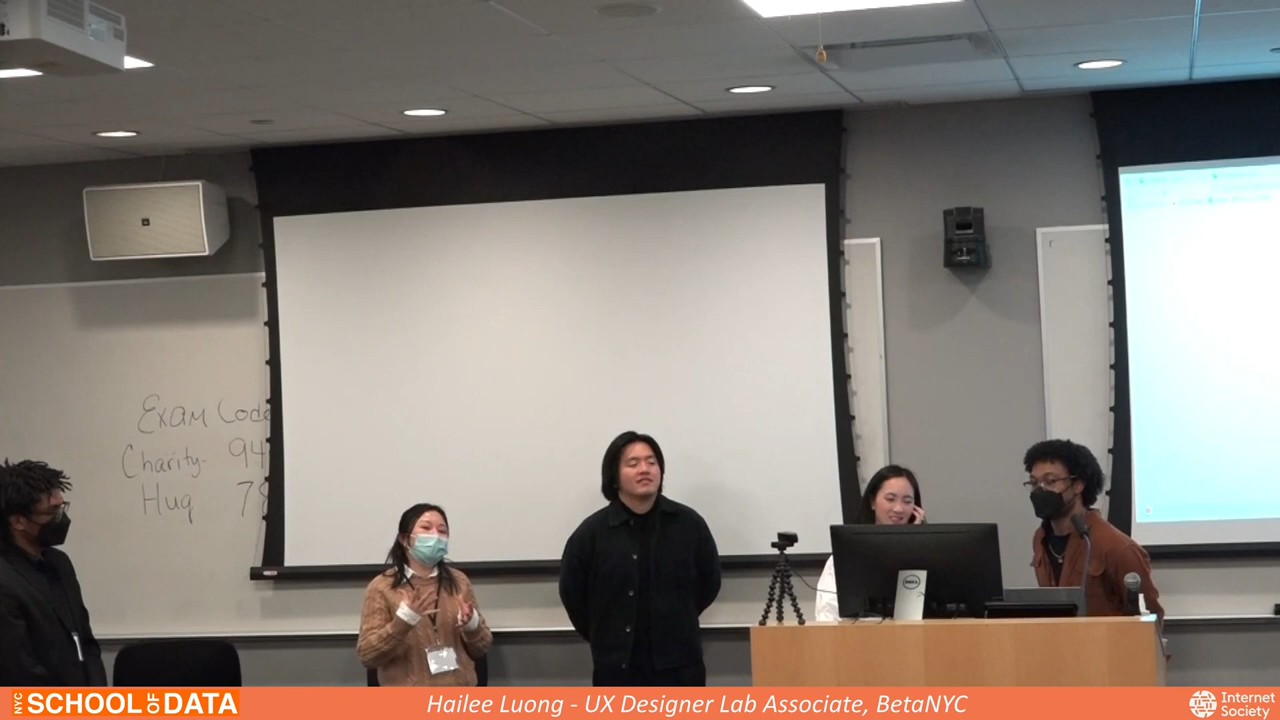 Exam Code
Charity- 94
Huq 78
DELL
NYC SCHOOL OF DATA
Hailee Luong - UX Designer Lab Associate, BetaNYC
Internet
Society